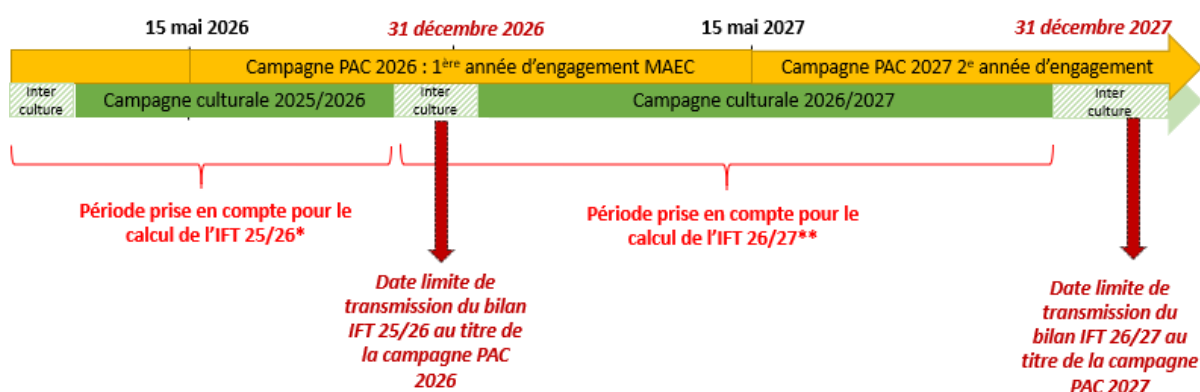 15 mai 2026
31 décembre 2026
15 mai 2027
31 décembre 2027
Campagne PAC 2026 : 1ère année d'engagement MAEC
Campagne PAC 2027 2e année d'engagement
Inter
culture
Campagne culturale 2025/2026
Inter
culture
Campagne culturale 2026/2027
Inter
culture
Période prise en compte pour le
calcul de l'IFT 25/26*
Période prise en compte pour le
calcul de l'IFT 26/27**
Date limite de
transmission du bilan
IFT 25/26 au titre de
la campagne PAC
2026
Date limite de
transmission du
bilan IFT 26/27 au
titre de la campagne
PAC 2027